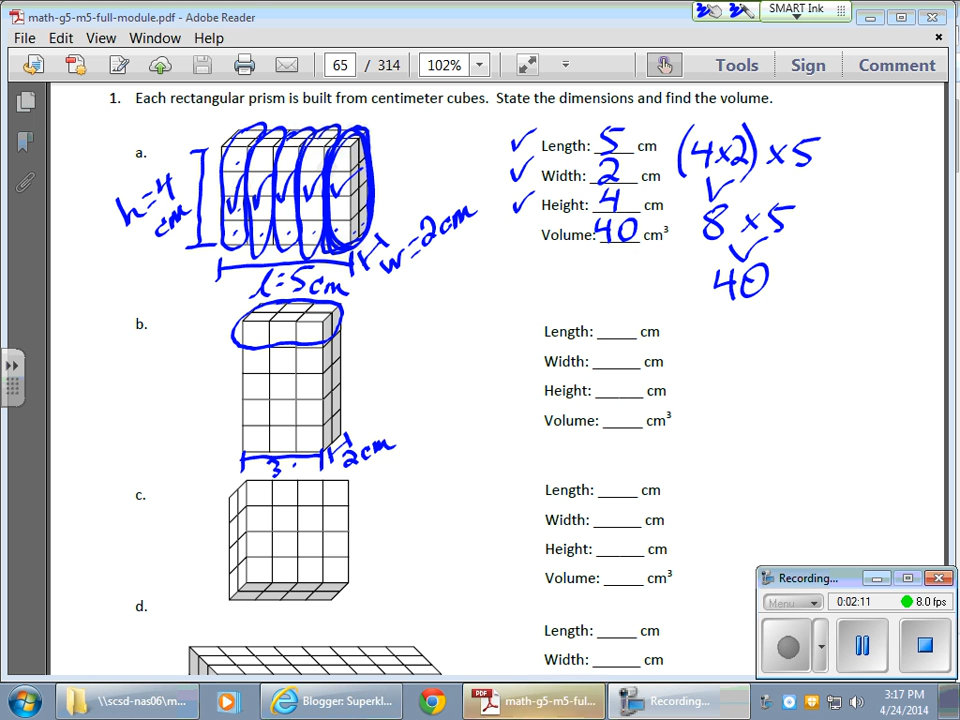 math-g5-m5-full-module.pdf - Adobe Reader
SMART Ink
File Edit View Window Help
65 / 314 102% Tools Sign Comment
1. Each rectangular prism is built from centimeter cubes. State the dimensions and find the volume.
a.
h=4 cm
l=5cm
w=2cm
Length: 5 cm
Width: 2 cm
Height: 4 cm
Volume: 40 cm³
(4x2) x 5
8 x 5
40
b.
3.
2cm
Length: _____ cm
Width: ______ cm
Height: _____ cm
Volume: _____ cm³
c.
Length: _____ cm
Width: ______ cm
Height: ______ cm
Volume: _____ cm³
d.
Length: _____ cm
Width: _____ cm
Recording...
Menu 0:02:11 8.0 fps
\\scsd-nas06\m... Blogger: Superkl... PDF math-g5-m5-ful... Recording... 3:17 PM
4/24/2014